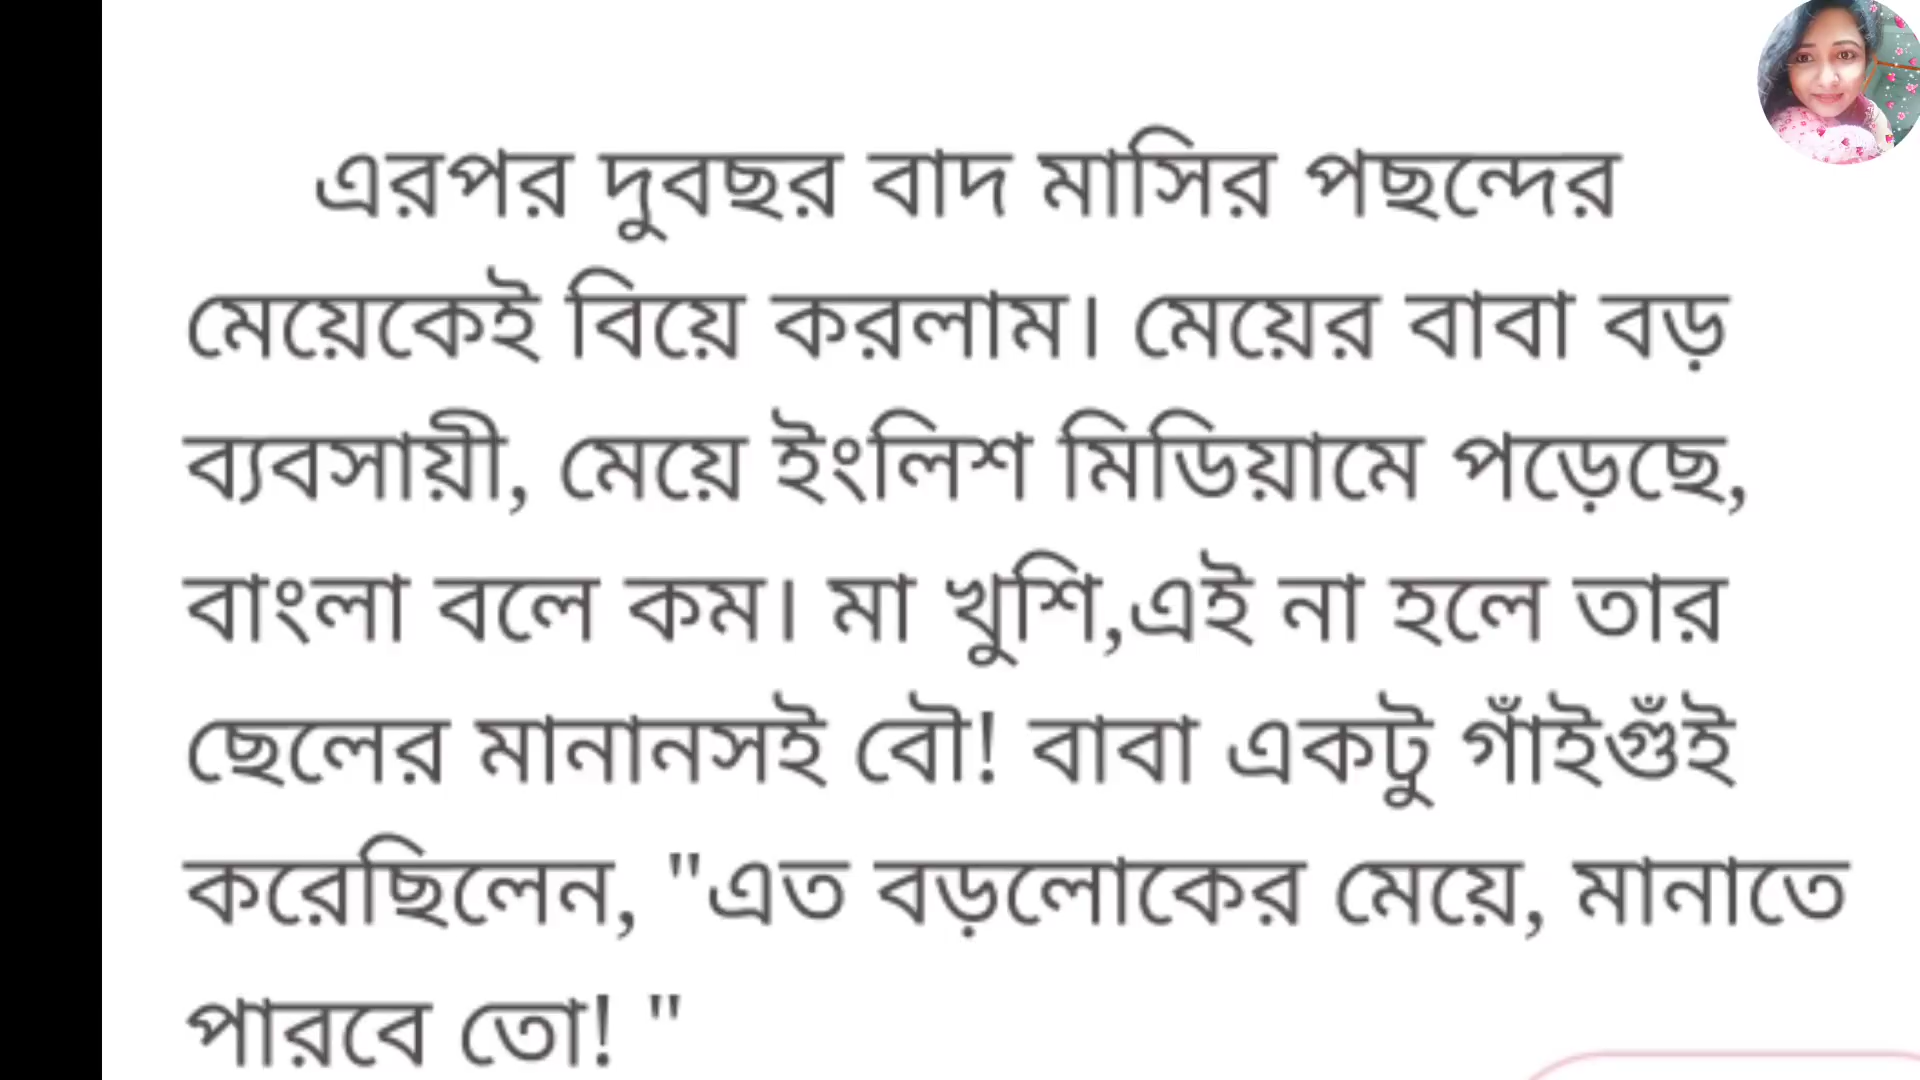 এরপর দুবছর বাদ মাসির পছন্দের
মেয়েকেই বিয়ে করলাম। মেয়ের বাবা বড়
ব্যবসায়ী, মেয়ে ইংলিশ মিডিয়ামে পড়েছে,
বাংলা বলে কম। মা খুশি,এই না হলে তার
ছেলের মানানসই বৌ! বাবা একটু গাঁইগুঁই
করেছিলেন, "এত বড়লোকের মেয়ে, মানাতে
পারবে তো! "